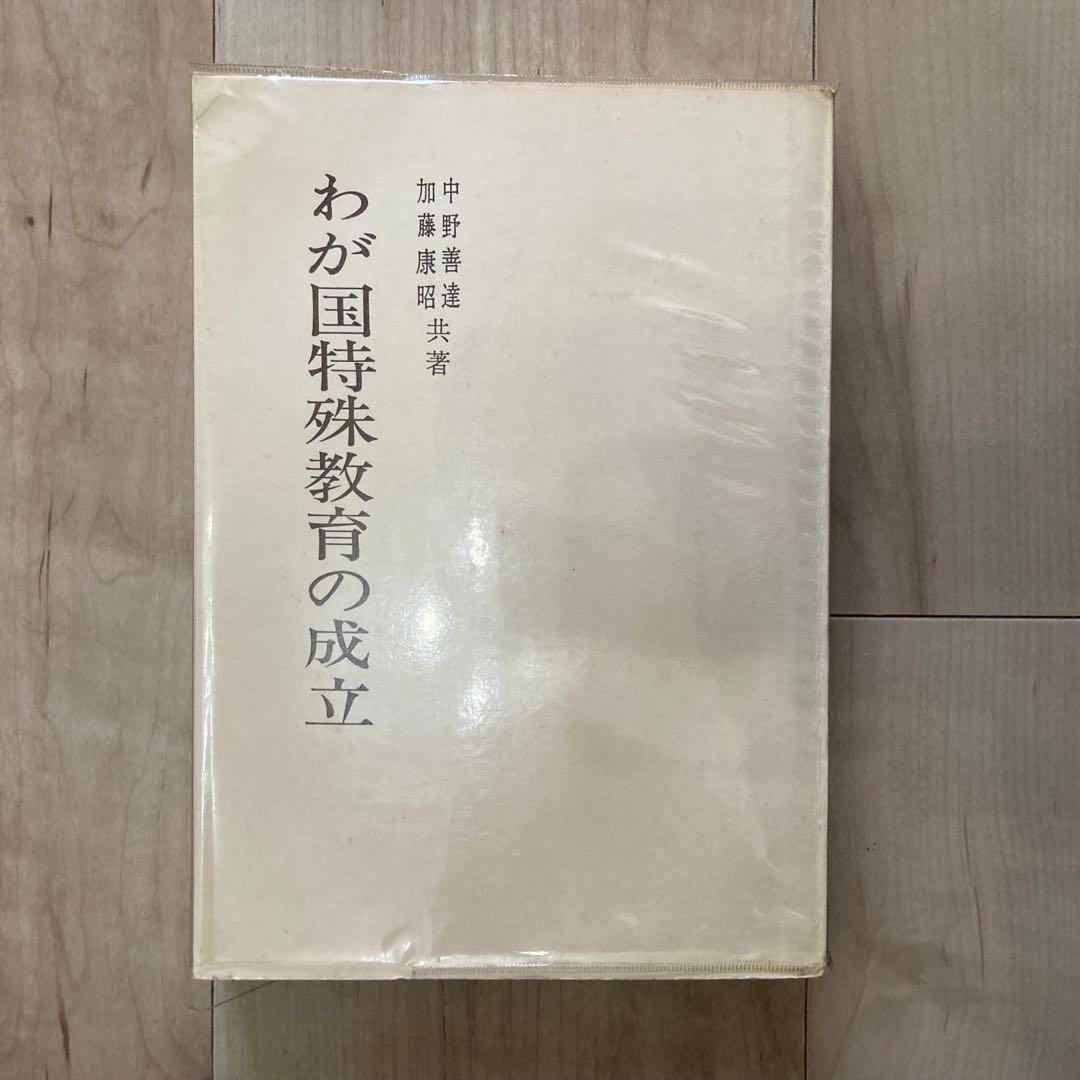 中野善達
加藤康昭
共著
わが国特殊教育の成立